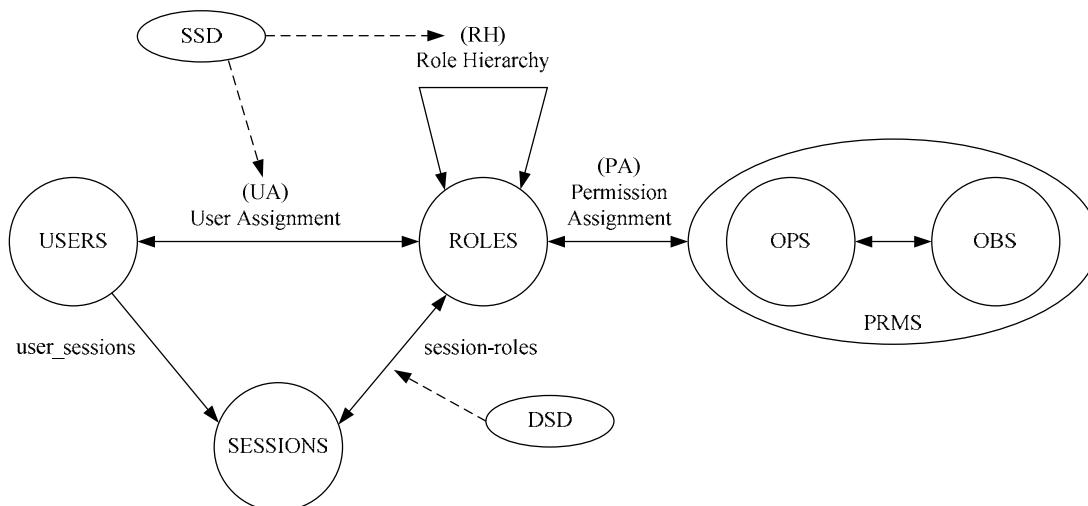 SSD
(RH)
Role Hierarchy
(UA)
User Assignment
(PA)
Permission
Assignment
USERS
ROLES
OPS
OBS
PRMS
user_sessions
session-roles
SESSIONS
DSD